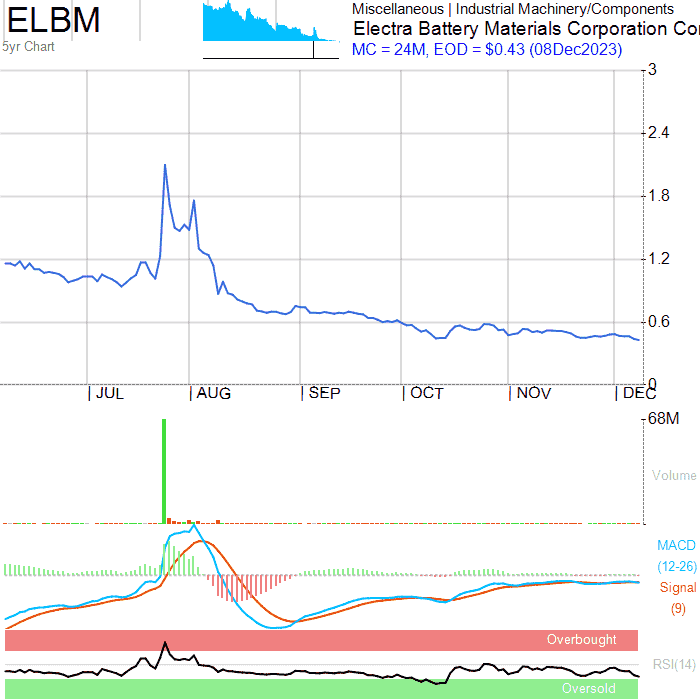 ELBM
5yr Chart
Miscellaneous | Industrial Machinery/Components
Electra Battery Materials Corporation Co
MC = 24M, EOD = $0.43 (08Dec2023)
3
2.4
1.8
1.2
0.6
0
JUL
AUG
SEP
OCT
NOV
DEC
68M
Volume
MACD
(12-26)
Signal
(9)
Overbought
RSI(14)
Oversold